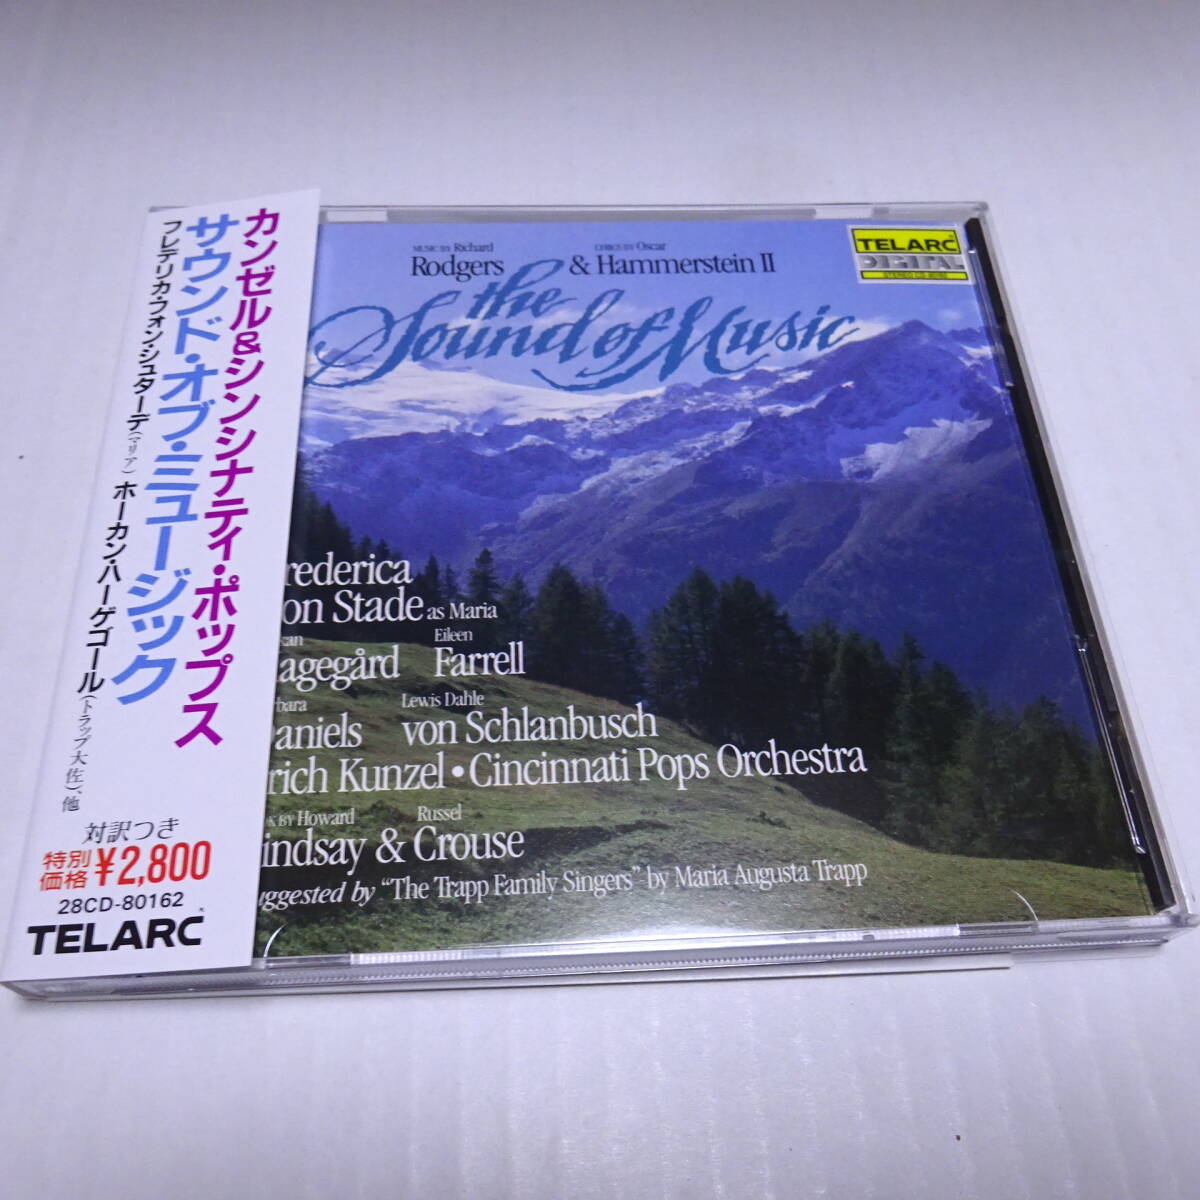 カンゼル&シンシナティ・ポップス
サウンド・オブ・ミュージック
フレデリカ・フォン・シュターデ(マリア) ホーカン・ハーゲゴール(トラップ大佐)、他
対訳つき
特別価格 ¥2,800
28CD-80162
TELARC
MUSIC BY Richard
Rodgers
LYRICS BY Oscar
& Hammerstein II
TELARC
DIGITAL
STEREO CD-80162
the
Sound of Music
rederica
on Stade as Maria
Eileen
agegård Farrell
Lewis Dahle
aniels von Schlanbusch
rich Kunzel • Cincinnati Pops Orchestra
K BY Howard Russel
indsay & Crouse
uggested by “The Trapp Family Singers” by Maria Augusta Trapp